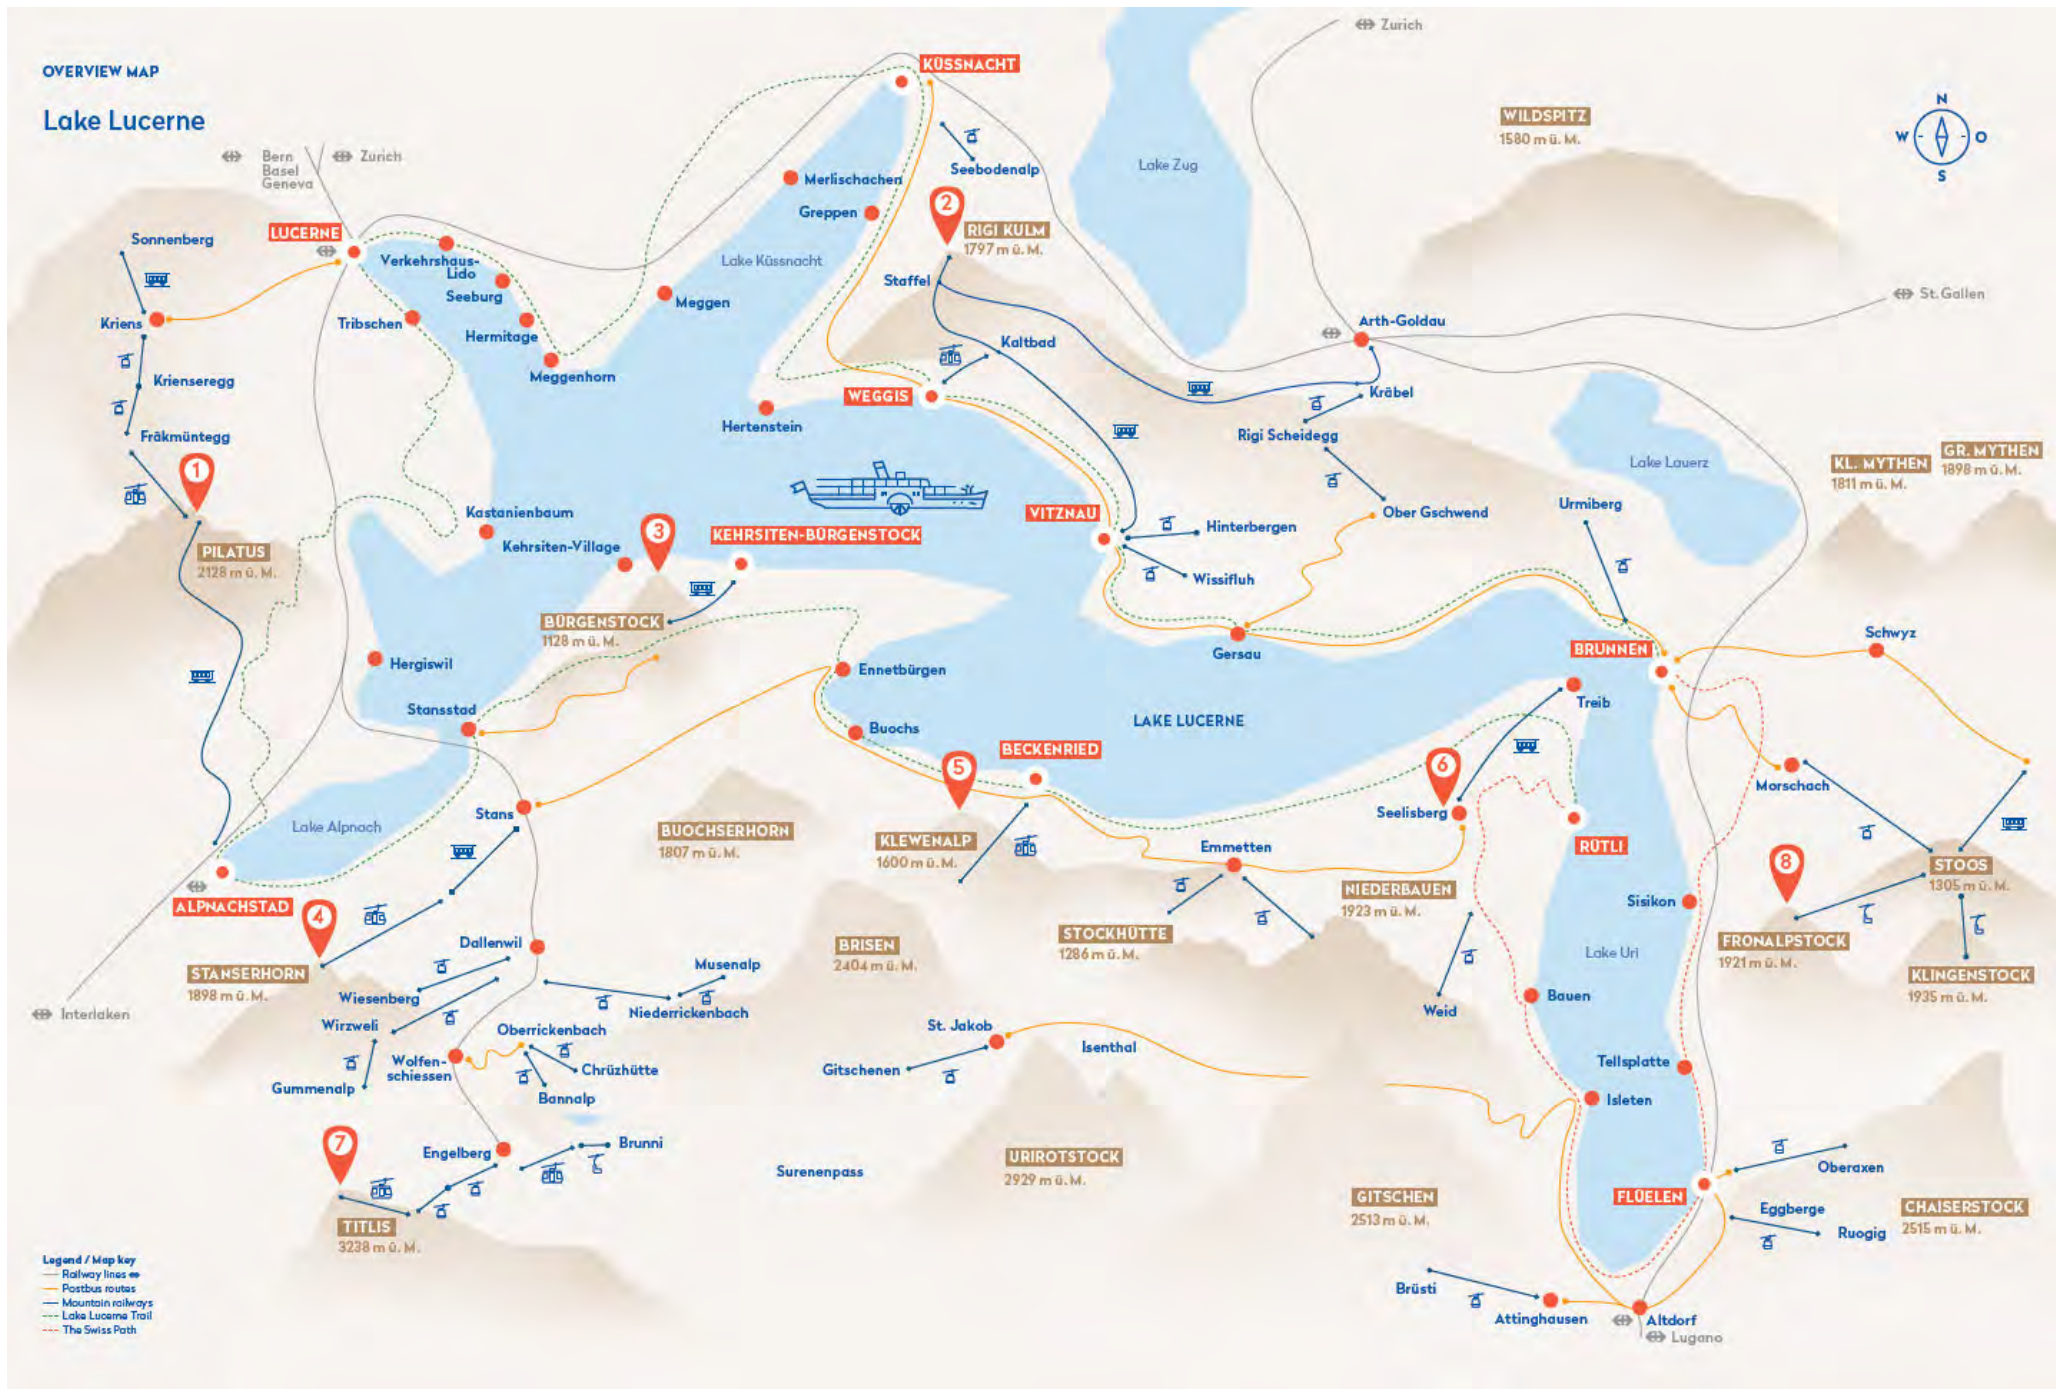 OVERVIEW MAP
Lake Lucerne
Bern
Basel
Geneva
Zurich
KÜSSNACHT
Zurich
N
W
O
S
WILDSPITZ
1580 m ü. M.
Lake Zug
Seebodenalp
Merlischachen
Greppen
2
RIGI KULM
1797 m ü. M.
LUCERNE
Sonnenberg
Verkehrshaus-
Lido
Seeburg
Lake Küssnacht
Staffel
Meggen
St. Gallen
Kriens
Tribschen
Hermitage
Arth-Goldau
Kaltbad
Meggenhorn
Krienseregg
WEGGIS
Kräbel
Hertenstein
Rigi Scheidegg
Fräkmüntegg
Lake Lauerz
KL. MYTHEN
1811 m ü. M.
GR. MYTHEN
1898 m ü. M.
1
Kastanienbaum
VITZNAU
Ober Gschwend
Urmiberg
Hinterbergen
3
KEHRSITEN-BÜRGENSTOCK
Kehrsiten-Village
PILATUS
2128 m ü. M.
Wissifluh
BÜRGENSTOCK
1128 m ü. M.
Schwyz
Gersau
BRUNNEN
Hergiswil
Ennetbürgen
Treib
Stansstad
LAKE LUCERNE
Buochs
BECKENRIED
5
6
Morschach
Stans
Seelisberg
Lake Alpnach
BUOCHSERHORN
1807 m ü. M.
KLEWENALP
1600 m ü. M.
Emmetten
RÜTLI
8
STOOS
1305 m ü. M.
NIEDERBAUEN
1923 m ü. M.
Sisikon
ALPNACHSTAD
4
STOCKHÜTTE
1286 m ü. M.
FRONALPSTOCK
1921 m ü. M.
Dallenwil
BRISEN
2404 m ü. M.
Lake Uri
STANSERHORN
1898 m ü. M.
Musenalp
KLINGENSTOCK
1935 m ü. M.
Wiesenberg
Bauen
Interlaken
Niederrickenbach
Weid
Wirzweli
Oberrickenbach
St. Jakob
Isenthal
Wolfen-
schiessen
Chrüzhütte
Gitschenen
Tellsplatte
Gummenalp
Bannalp
Isleten
7
Engelberg
Brunni
URIROTSTOCK
2929 m ü. M.
Surenenpass
Oberaxen
FLÜELEN
GITSCHEN
2513 m ü. M.
Eggberge
CHAISERSTOCK
2515 m ü. M.
TITLIS
3238 m ü. M.
Ruogig
Brüsti
Attinghausen
Altdorf
Lugano
Legend / Map key
Railway lines
Postbus routes
Mountain railways
Lake Lucerne Trail
The Swiss Path